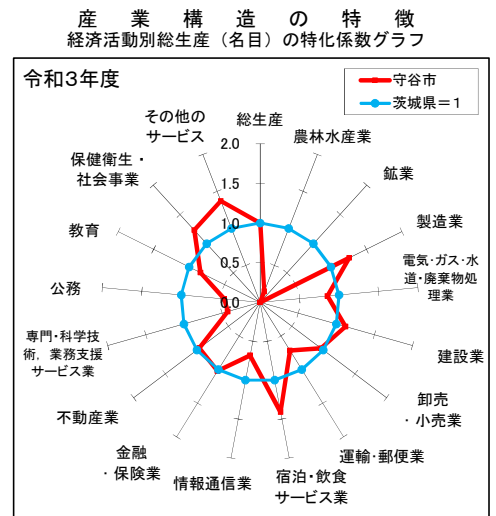 産業構造の特徴
経済活動別総生産（名目）の特化係数グラフ
令和3年度
守谷市
茨城県＝1
総生産
農林水産業
鉱業
製造業
電気・ガス・水
道・廃棄物処
理業
建設業
卸売
・小売業
運輸・郵便業
宿泊・飲食
サービス業
情報通信業
金融
・保険業
不動産業
専門・科学技
術，業務支援
サービス業
公務
教育
保健衛生・
社会事業
その他の
サービス
2.0
1.5
1.0
0.5
0.0